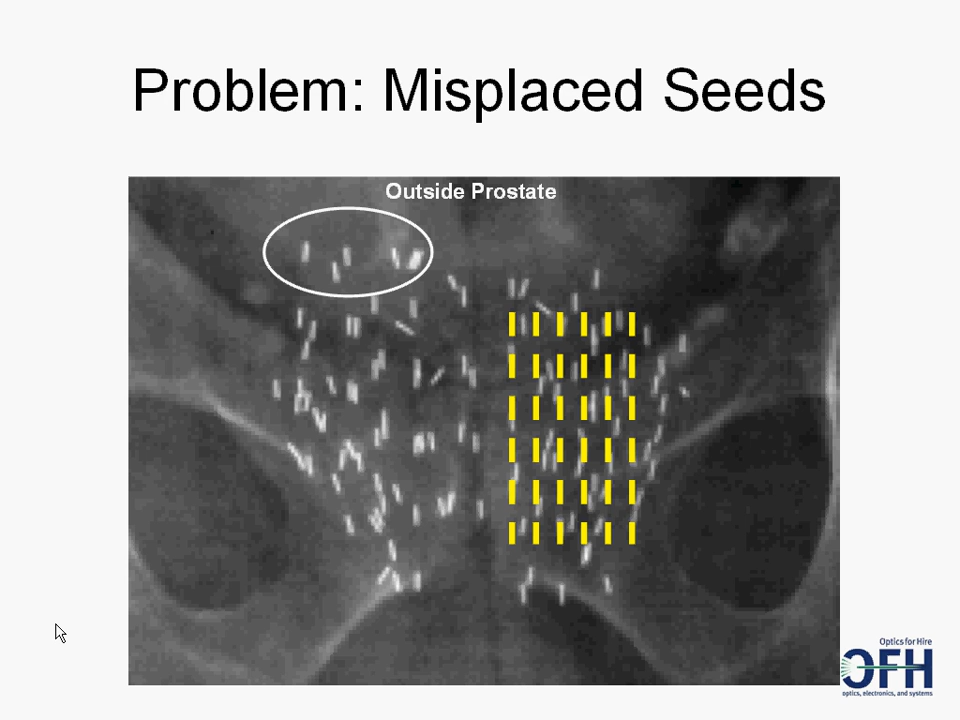 Problem: Misplaced Seeds
Outside Prostate
Optics for Hire
OFH
optics, electronics, and systems